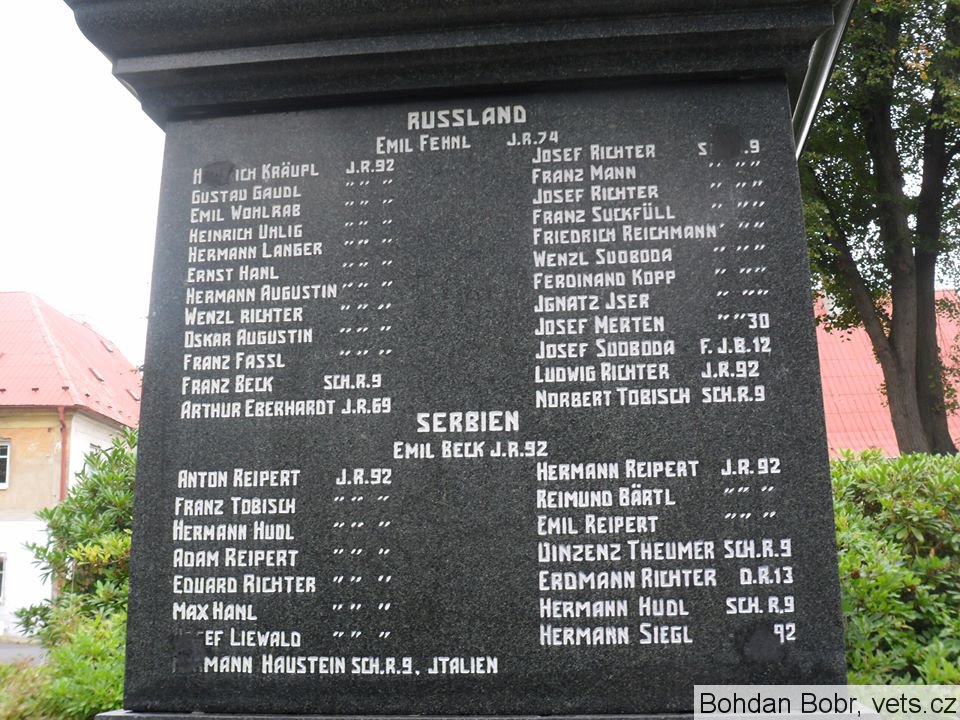 RUSSLAND
EMIL FEHNL J.R.74
KRÄUPL J.R.92
GUSTAV GAUDL " " "
EMIL WOHLRAB " " "
HEINRICH UHLIG " " "
HERMANN LANGER " " "
ERNST HANL " " "
HERMANN AUGUSTIN " " "
WENZL RICHTER " " "
OSKAR AUGUSTIN " " "
FRANZ FASSL " " "
FRANZ BECK SCH.R.9
ARTHUR EBERHARDT J.R.69
JOSEF RICHTER
FRANZ MANN " " "
JOSEF RICHTER " " "
FRANZ SUCKFÜLL " " "
FRIEDRICH REICHMANN " " "
WENZL SVOBODA " " "
FERDINAND KOPP " " "
JGNATZ JSER " " "
JOSEF MERTEN " " 30
JOSEF SVOBODA F.J.B.12
LUDWIG RICHTER J.R.92
NORBERT TOBISCH SCH.R.9
SERBIEN
EMIL BECK J.R.92
ANTON REIPERT J.R.92
FRANZ TOBISCH " " "
HERMANN HUDL " " "
ADAM REIPERT " " "
EDUARD RICHTER " " "
MAX HANL " " "
LIEWALD " " "
HAUSTEIN SCH.R.9, JTALIEN
HERMANN REIPERT J.R.92
REIMUND BÄRTL " " "
EMIL REIPERT " " "
VINZENZ THEUMER SCH.R.9
ERDMANN RICHTER D.R.13
HERMANN HUDL SCH.R.9
HERMANN SIEGL 92
Bohdan Bobr, vets.cz